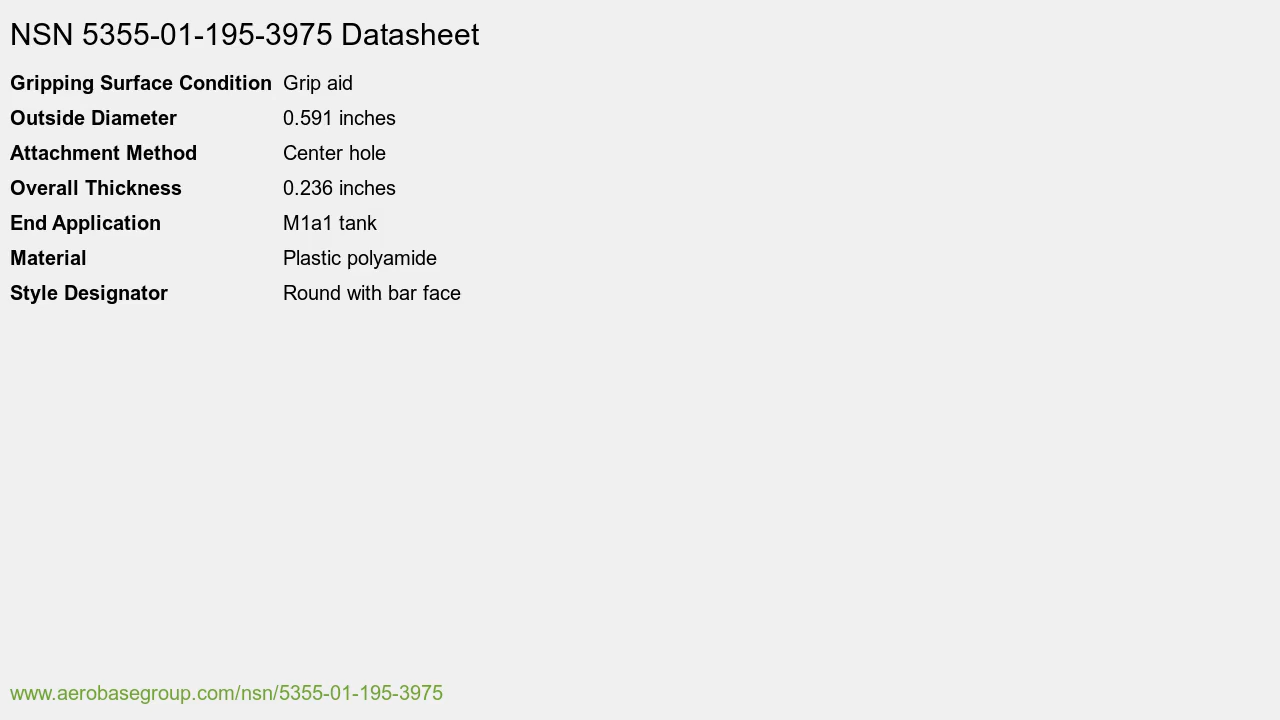 NSN 5355-01-195-3975 Datasheet
Gripping Surface Condition Grip aid
Outside Diameter 0.591 inches
Attachment Method Center hole
Overall Thickness 0.236 inches
End Application M1a1 tank
Material Plastic polyamide
Style Designator Round with bar face
www.aerobasegroup.com/nsn/5355-01-195-3975